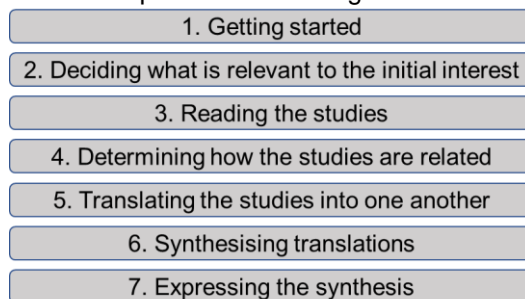 1. Getting started
2. Deciding what is relevant to the initial interest
3. Reading the studies
4. Determining how the studies are related
5. Translating the studies into one another
6. Synthesising translations
7. Expressing the synthesis